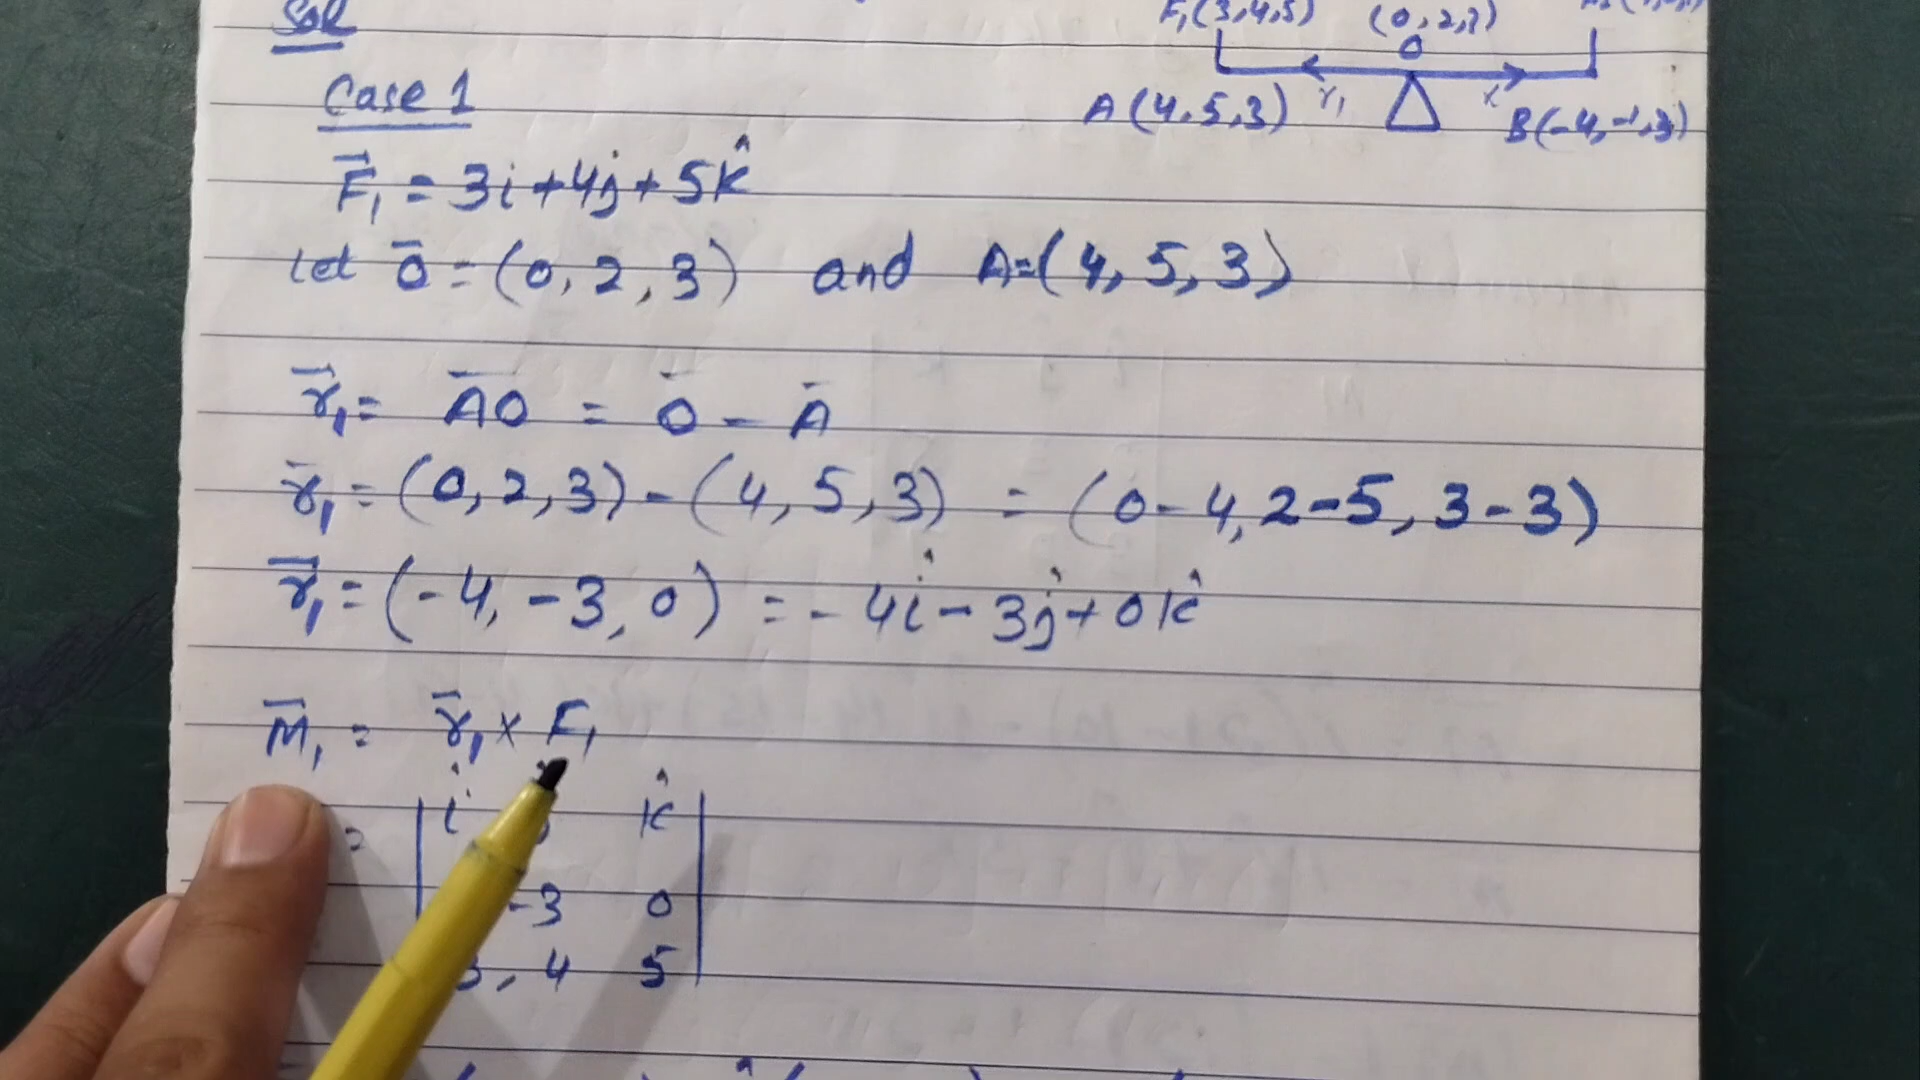 Sol
F₁(3,4,5) (0,2,3)
O
A(4,5,3) r₁ B(-4,-1,3)
Case 1
F⃗₁ = 3i+4j+5k̂
Let Ō = (0,2,3) and A=(4,5,3)
r⃗₁ = A̅O̅ = Ō - Ā
r̄₁ = (0,2,3)-(4,5,3) = (0-4,2-5,3-3)
r⃗₁ = (-4,-3,0) = -4î-3ĵ+0k̂
M̄₁ = r̄₁ × F₁
= | î k̂ |
-3 0
3, 4 5